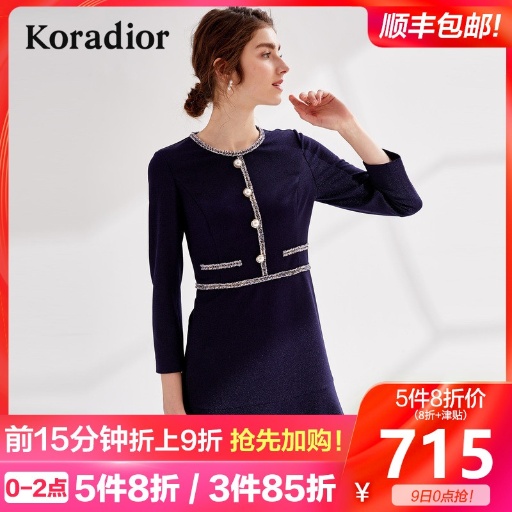 Koradior
顺丰包邮!
前15分钟折上9折 抢先加购!
0-2点 5件8折 / 3件85折
5件8折价
(8折+津贴)
¥ 715
9日0点抢!